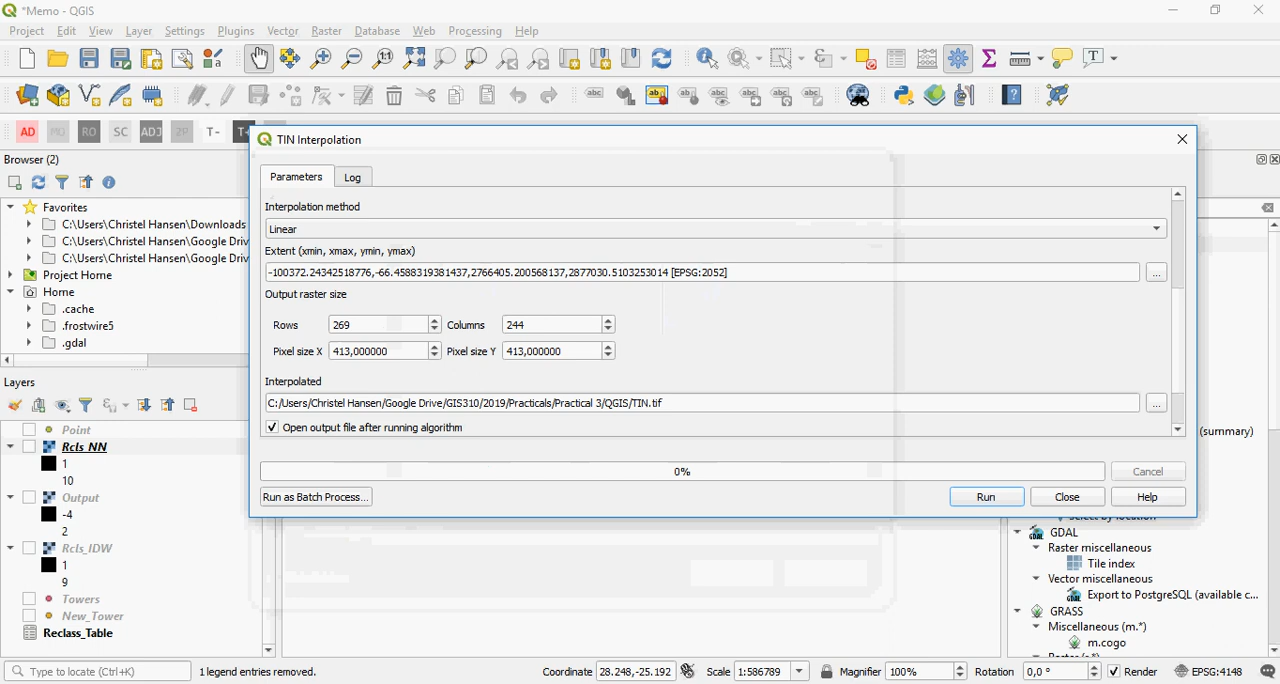 *Memo - QGIS
Project Edit View Layer Settings Plugins Vector Raster Database Web Processing Help
AD MO RO SC ADJ 2P T-
TIN Interpolation
Browser (2)
Parameters Log
Favorites
C:\Users\Christel Hansen\Downloads
C:\Users\Christel Hansen\Google Driv
C:\Users\Christel Hansen\Google Driv
Project Home
Home
.cache
.frostwire5
.gdal
Interpolation method
Linear
Extent (xmin, xmax, ymin, ymax)
-100372.24342518776,-66.4588319381437,2766405.200568137,2877030.5103253014 [EPSG:2052]
...
Output raster size
Rows 269 Columns 244
Pixel size X 413,000000 Pixel size Y 413,000000
Interpolated
C:/Users/Christel Hansen/Google Drive/GIS310/2019/Practicals/Practical 3/QGIS/TIN.tif
...
Open output file after running algorithm
0% Cancel
Run as Batch Process... Run Close Help
Layers
Point
Rcls_NN
1
10
Output
-4
2
Rcls_IDW
1
9
Towers
New_Tower
Reclass_Table
(summary)
GDAL
Raster miscellaneous
Tile index
Vector miscellaneous
Export to PostgreSQL (available c...
GRASS
Miscellaneous (m.*)
m.cogo
Type to locate (Ctrl+K) 1 legend entries removed. Coordinate 28.248,-25.192 Scale 1:586789 Magnifier 100% Rotation 0,0 ° Render EPSG:4148